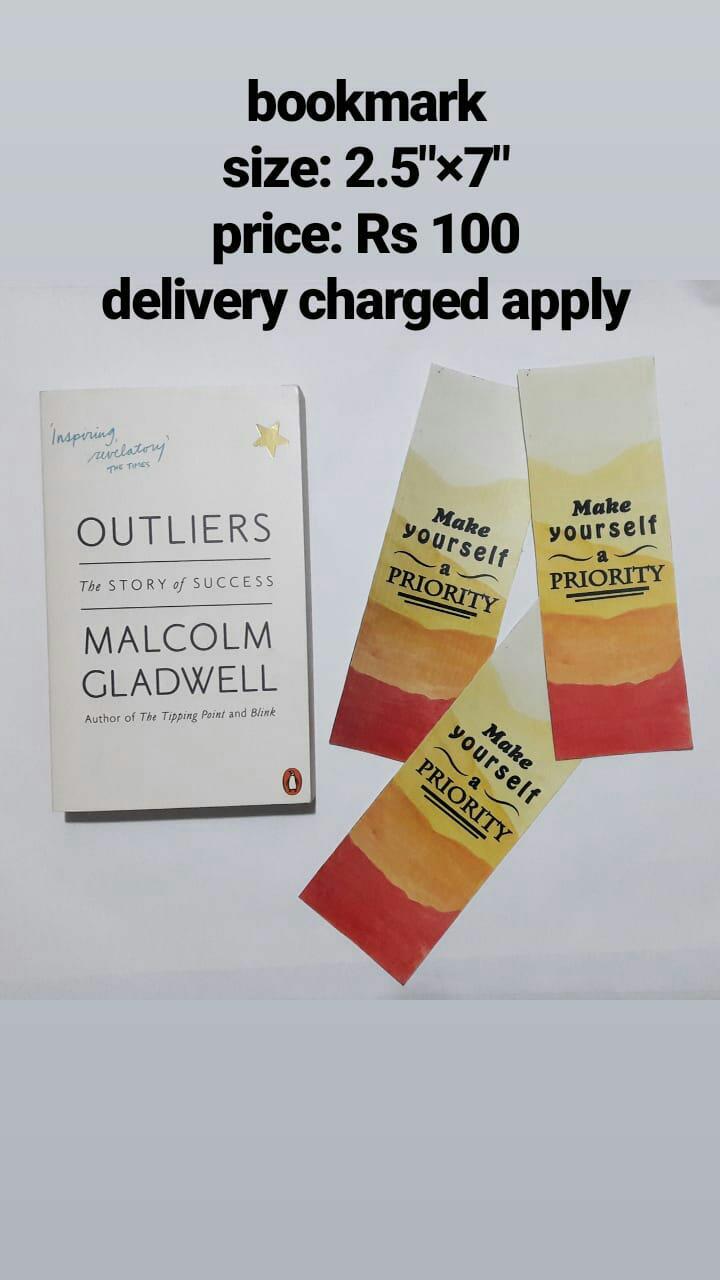 bookmark
size: 2.5"×7"
price: Rs 100
delivery charged apply
'Inspiring,
revelatory'
THE TIMES
OUTLIERS
The STORY of SUCCESS
MALCOLM
GLADWELL
Author of The Tipping Point and Blink
Make
yourself
a
PRIORITY
Make
yourself
a
PRIORITY
Make
yourself
a
PRIORITY